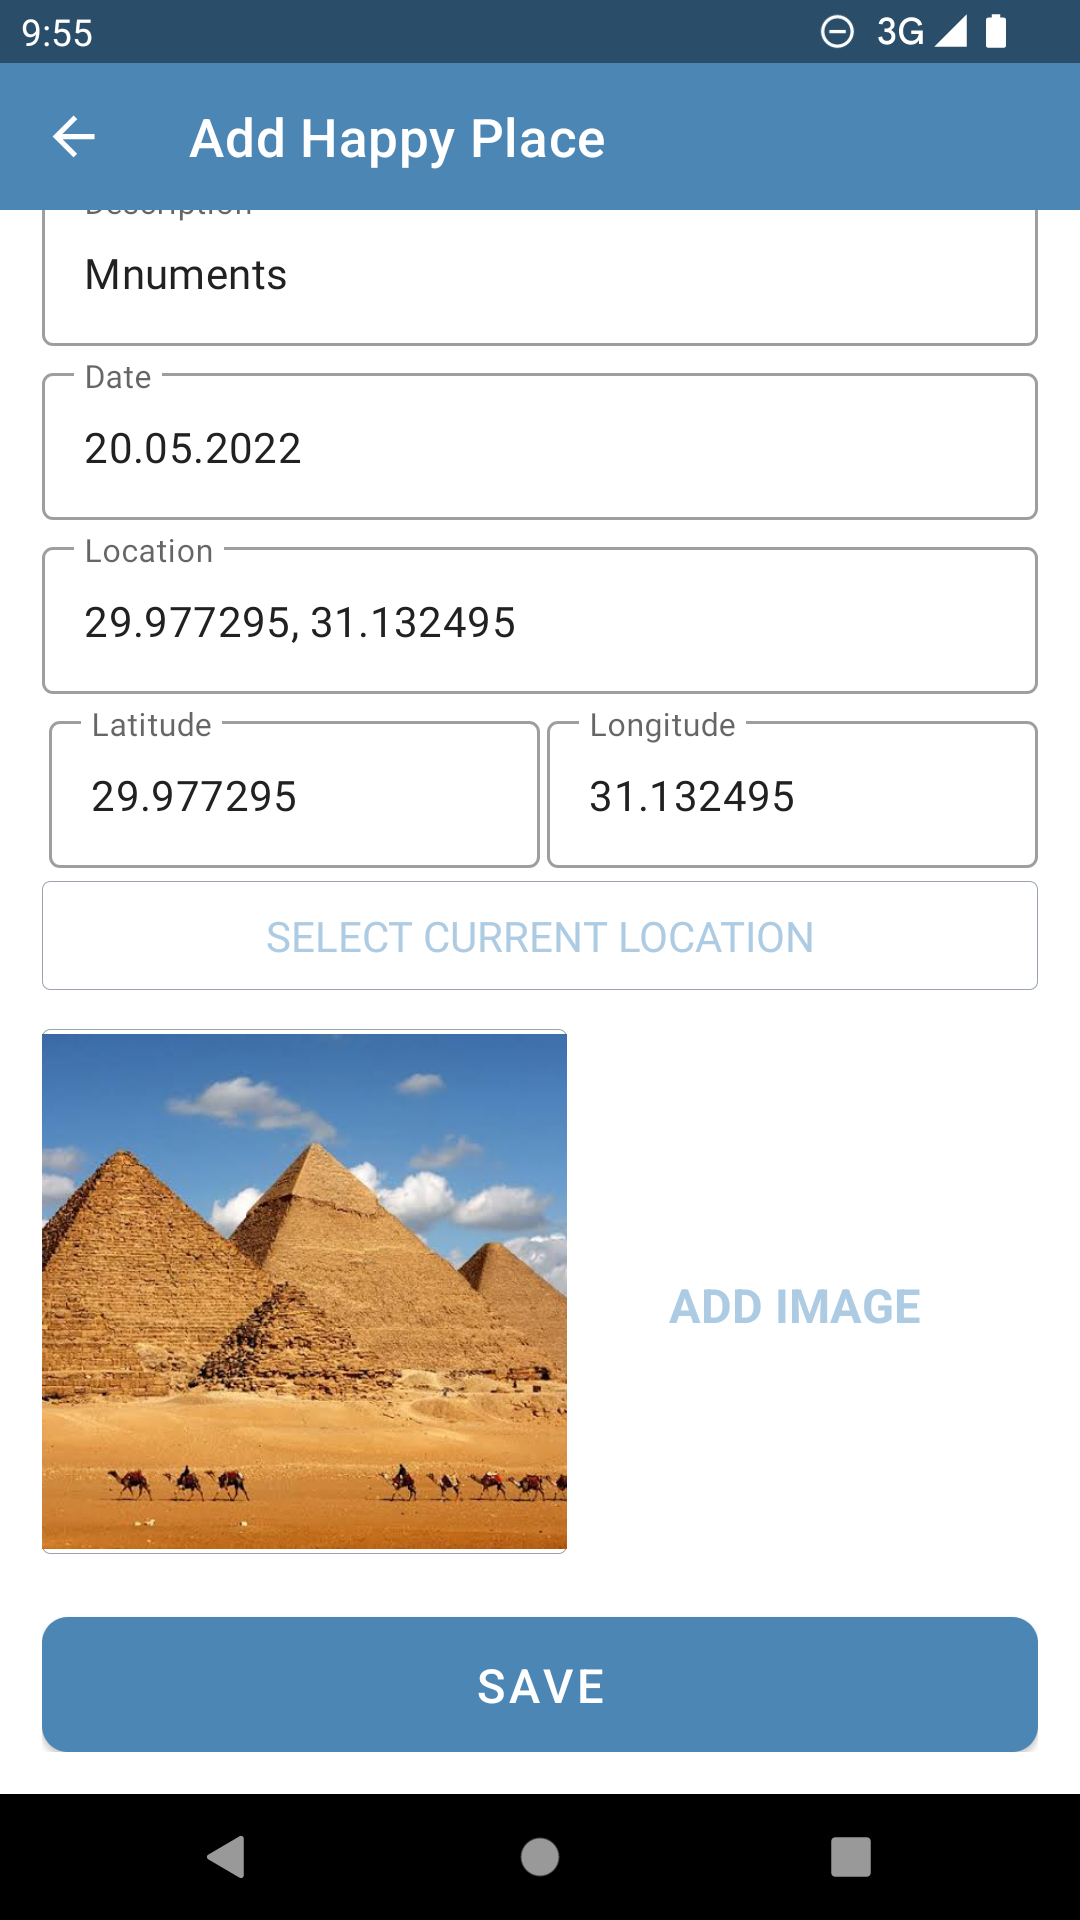 9:55
3G
Add Happy Place
Description
Mnuments
Date
20.05.2022
Location
29.977295, 31.132495
Latitude
Longitude
29.977295
31.132495
SELECT CURRENT LOCATION
ADD IMAGE
SAVE